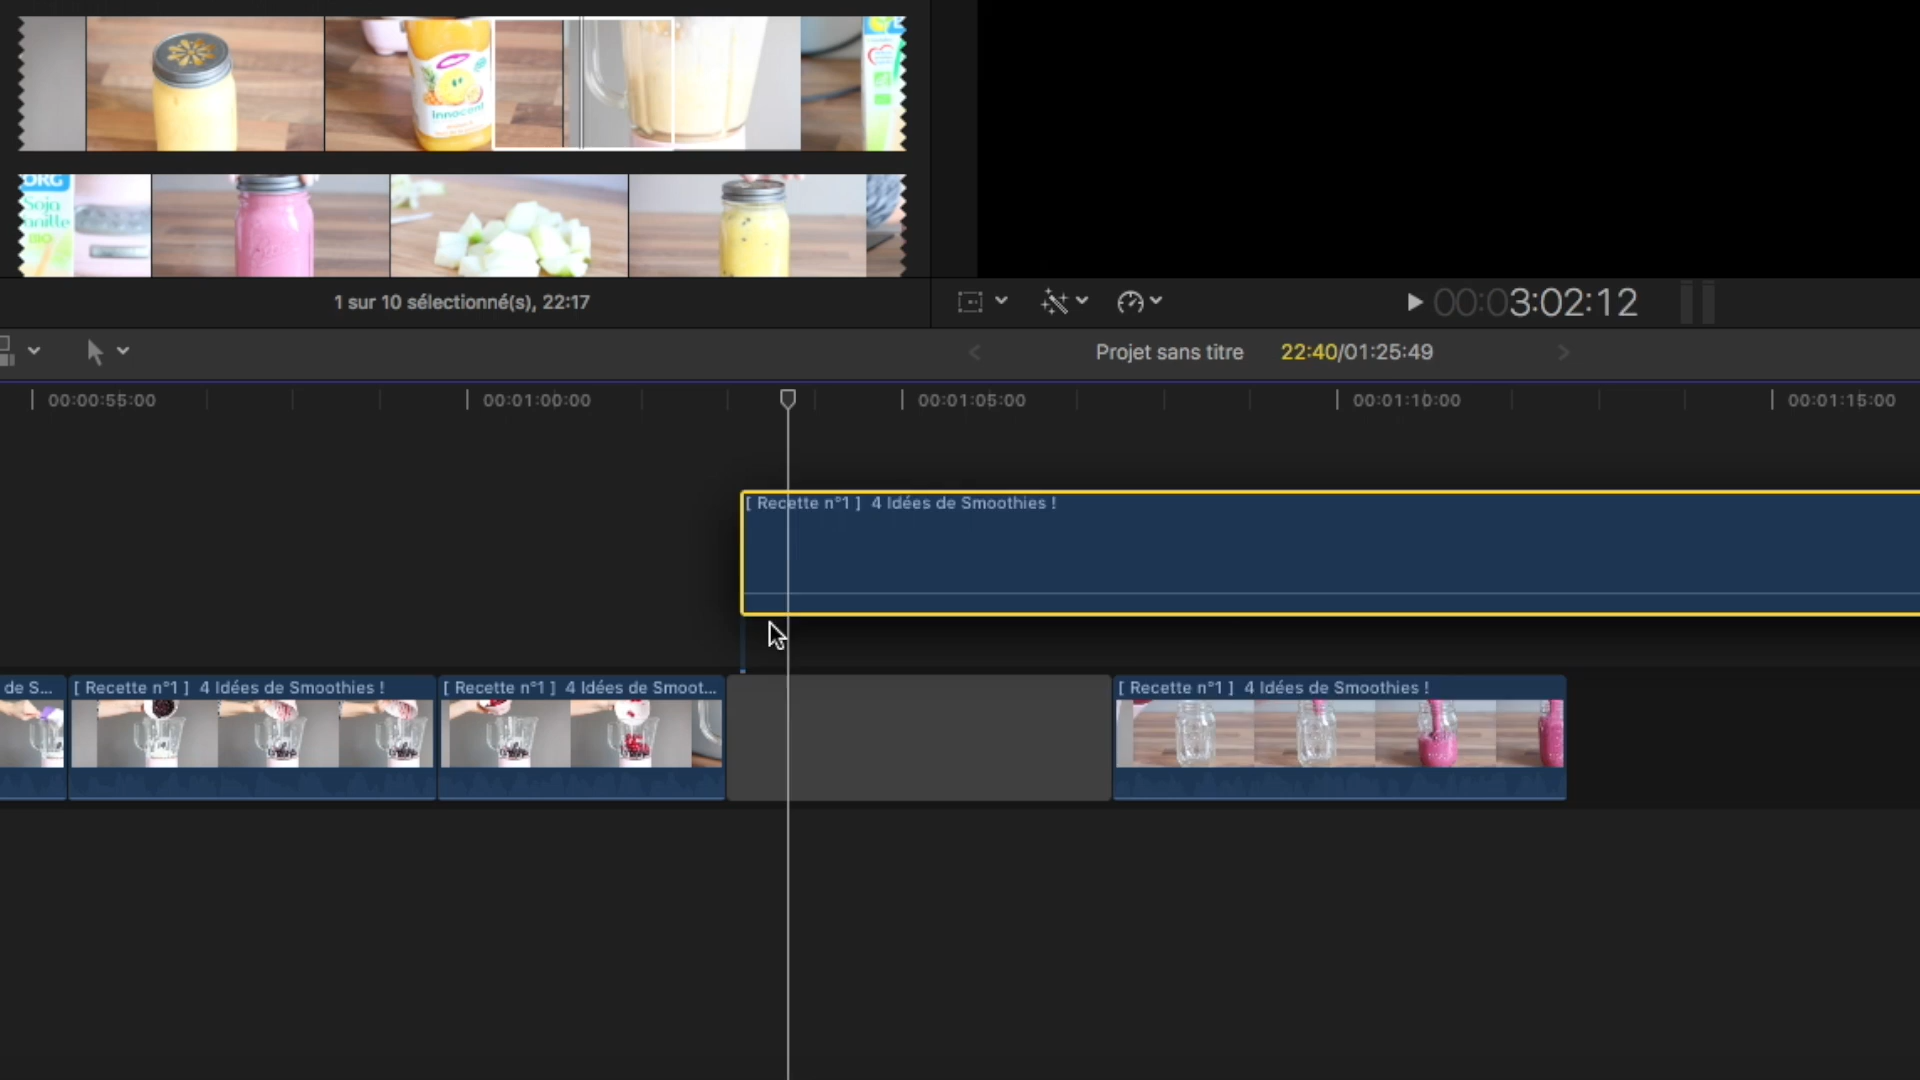 innocent
ORG
Soja
BIO
1 sur 10 sélectionné(s), 22:17
00:03:02:12
Projet sans titre
22:40/01:25:49
00:00:55:00
00:01:00:00
00:01:05:00
00:01:10:00
00:01:15:00
[ Recette n°1 ] 4 Idées de Smoothies !
de S...
[ Recette n°1 ] 4 Idées de Smoothies !
[ Recette n°1 ] 4 Idées de Smoot...
[ Recette n°1 ] 4 Idées de Smoothies !